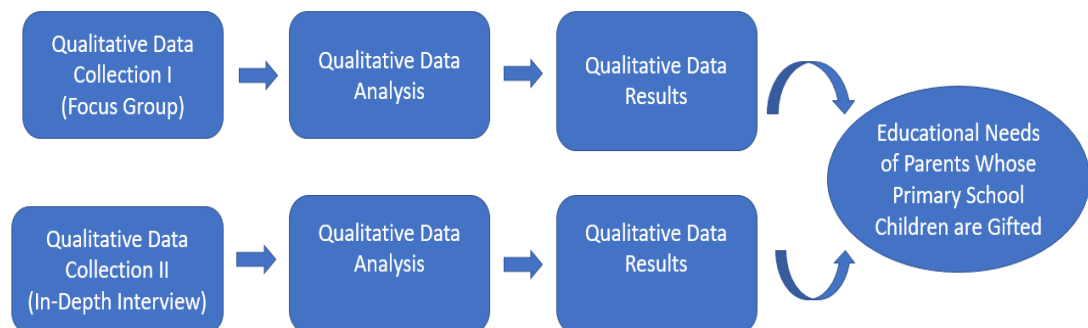 Qualitative Data
Collection I
(Focus Group)
Qualitative Data
Analysis
Qualitative Data
Results
Educational Needs
of Parents Whose
Primary School
Children are Gifted
Qualitative Data
Collection II
(In-Depth Interview)
Qualitative Data
Analysis
Qualitative Data
Results